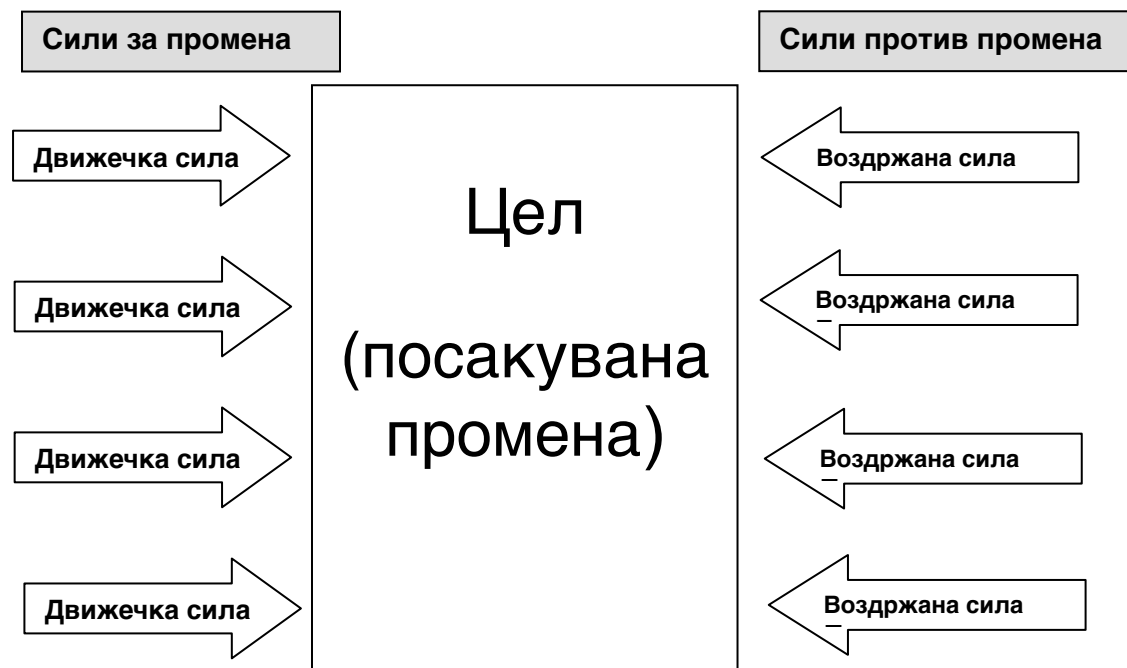 Сили за промена
Сили против промена
Движечка сила
Воздржана сила
Цел
Движечка сила
Воздржана сила
(посакувана
промена)
Движечка сила
Воздржана сила
Движечка сила
Воздржана сила